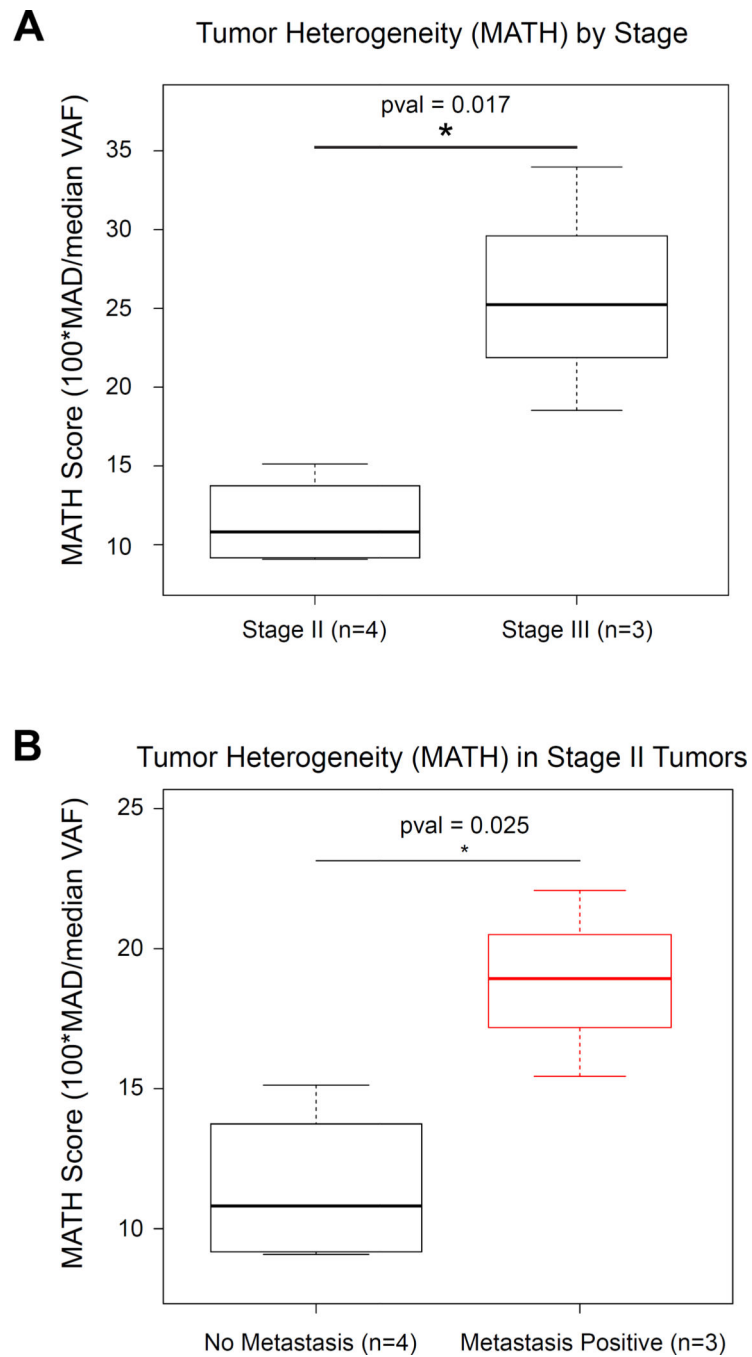 A
Tumor Heterogeneity (MATH) by Stage
MATH Score (100*MAD/median VAF)
pval = 0.017
*
35
30
25
20
15
10
Stage II (n=4)
Stage III (n=3)
B
Tumor Heterogeneity (MATH) in Stage II Tumors
MATH Score (100*MAD/median VAF)
pval = 0.025
*
25
20
15
10
No Metastasis (n=4)
Metastasis Positive (n=3)